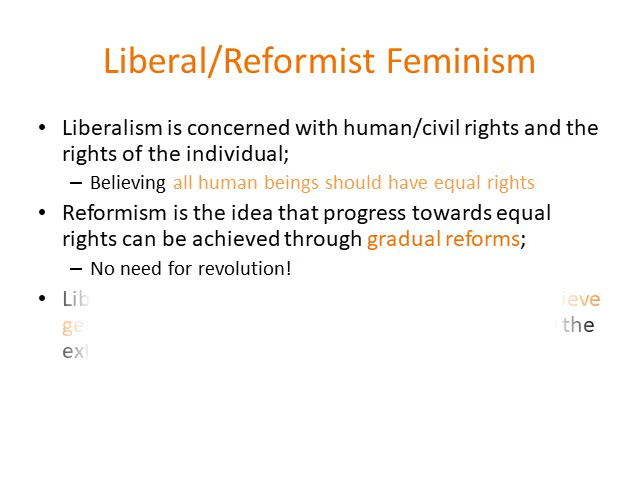 Liberal/Reformist Feminism
• Liberalism is concerned with human/civil rights and the
rights of the individual;
– Believing all human beings should have equal rights
• Reformism is the idea that progress towards equal
rights can be achieved through gradual reforms;
– No need for revolution!
•
the